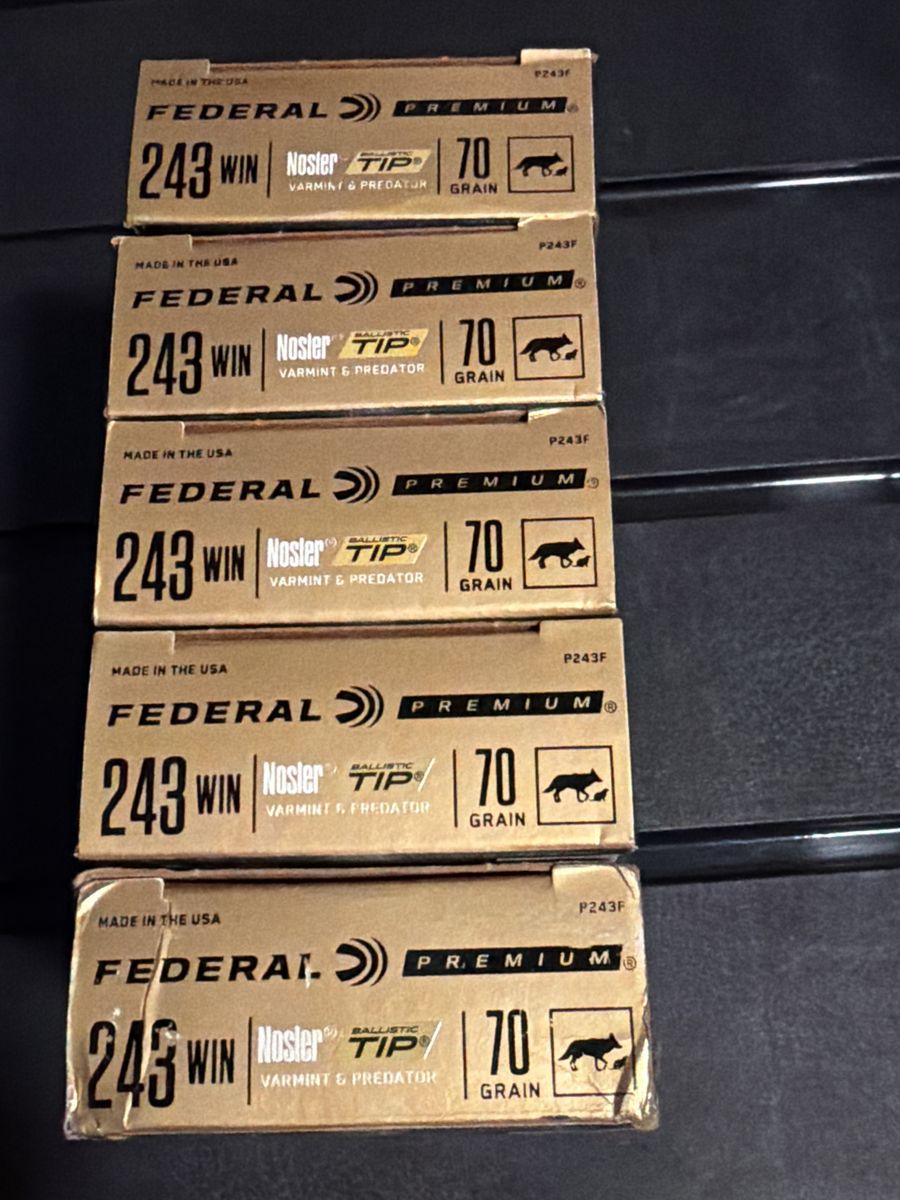 MADE IN THE USA P243F
FEDERAL PREMIUM®
243 WIN Nosler® BALLISTIC TIP® 70 GRAIN
VARMINT & PREDATOR
MADE IN THE USA P243F
FEDERAL PREMIUM®
243 WIN Nosler® BALLISTIC TIP® 70 GRAIN
VARMINT & PREDATOR
MADE IN THE USA P243F
FEDERAL PREMIUM®
243 WIN Nosler® BALLISTIC TIP® 70 GRAIN
VARMINT & PREDATOR
MADE IN THE USA P243F
FEDERAL PREMIUM®
243 WIN Nosler® BALLISTIC TIP® 70 GRAIN
VARMINT & PREDATOR
MADE IN THE USA P243F
FEDERAL PREMIUM®
243 WIN Nosler® BALLISTIC TIP® 70 GRAIN
VARMINT & PREDATOR